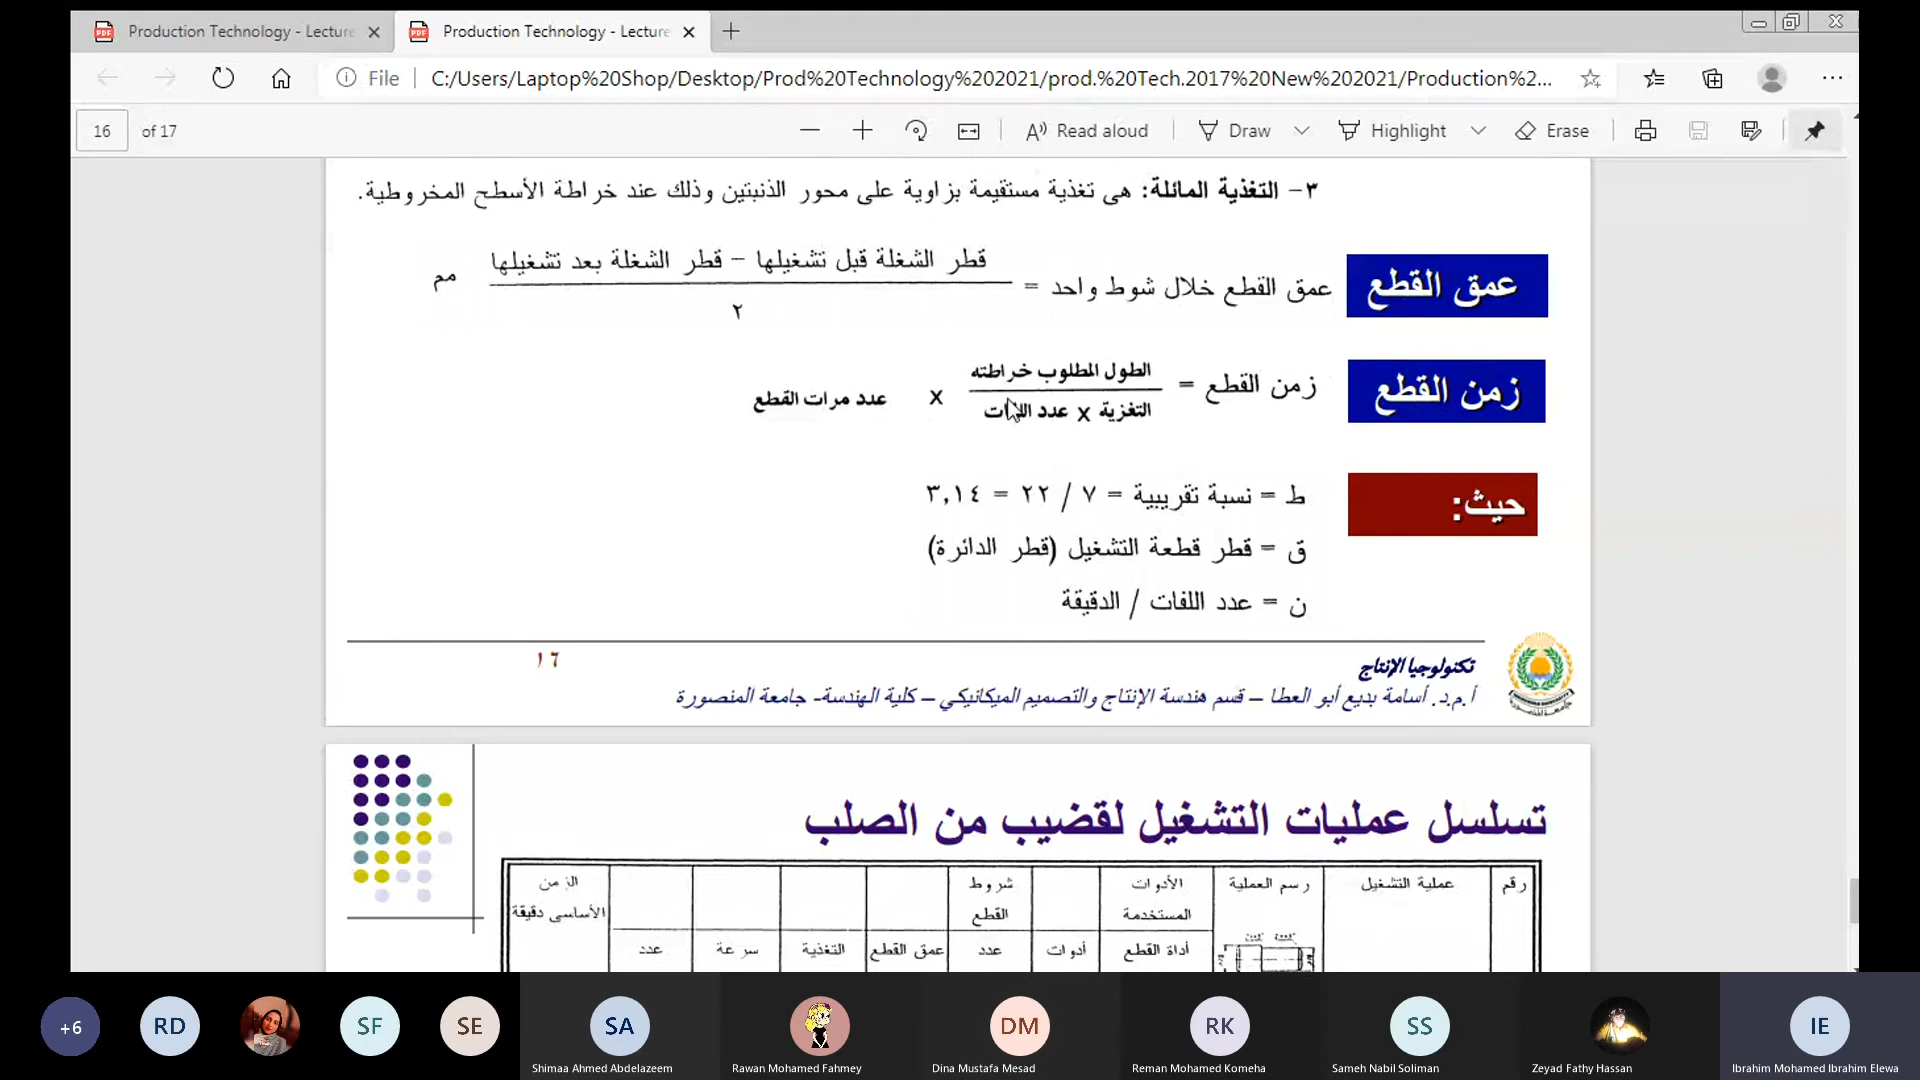 Production Technology - Lecture
Production Technology - Lecture
File
C:/Users/Laptop%20Shop/Desktop/Prod%20Technology%202021/prod.%20Tech.2017%20New%202021/Production%2...
16 of 17
Read aloud
Draw
Highlight
Erase
٣- التغذية المائلة: هى تغذية مستقيمة بزاوية على محور الذنبتين وذلك عند خراطة الأسطح المخروطية.
عمق القطع
عمق القطع خلال شوط واحد = قطر الشغلة قبل تشغيلها – قطر الشغلة بعد تشغيلها مم
٢
زمن القطع
الطول المطلوب خراطته
زمن القطع = x عدد مرات القطع
التغزية x عدد اللفات
حيث:
ط = نسبة تقريبية = ٧ / ٢٢ = ٣,١٤
ق = قطر قطعة التشغيل (قطر الدائرة)
ن = عدد اللفات / الدقيقة
١٦
تكنولوجيا الإنتاج
أ.م.د. أسامة بديع أبو العطا – قسم هندسة الإنتاج والتصميم الميكانيكي – كلية الهندسة- جامعة المنصورة
تسلسل عمليات التشغيل لقضيب من الصلب
رقم
عملية التشغيل
رسم العملية
الأدوات المستخدمة
شروط القطع
الزمن الأساسى دقيقة
أداة القطع
أدوات
عدد
عمق القطع
التغذية
سرعة
عدد
+6
RD
SF
SE
SA
DM
RK
SS
IE
Shimaa Ahmed Abdelazeem
Rawan Mohamed Fahmey
Dina Mustafa Mesad
Reman Mohamed Komeha
Sameh Nabil Soliman
Zeyad Fathy Hassan
Ibrahim Mohamed Ibrahim Elewa